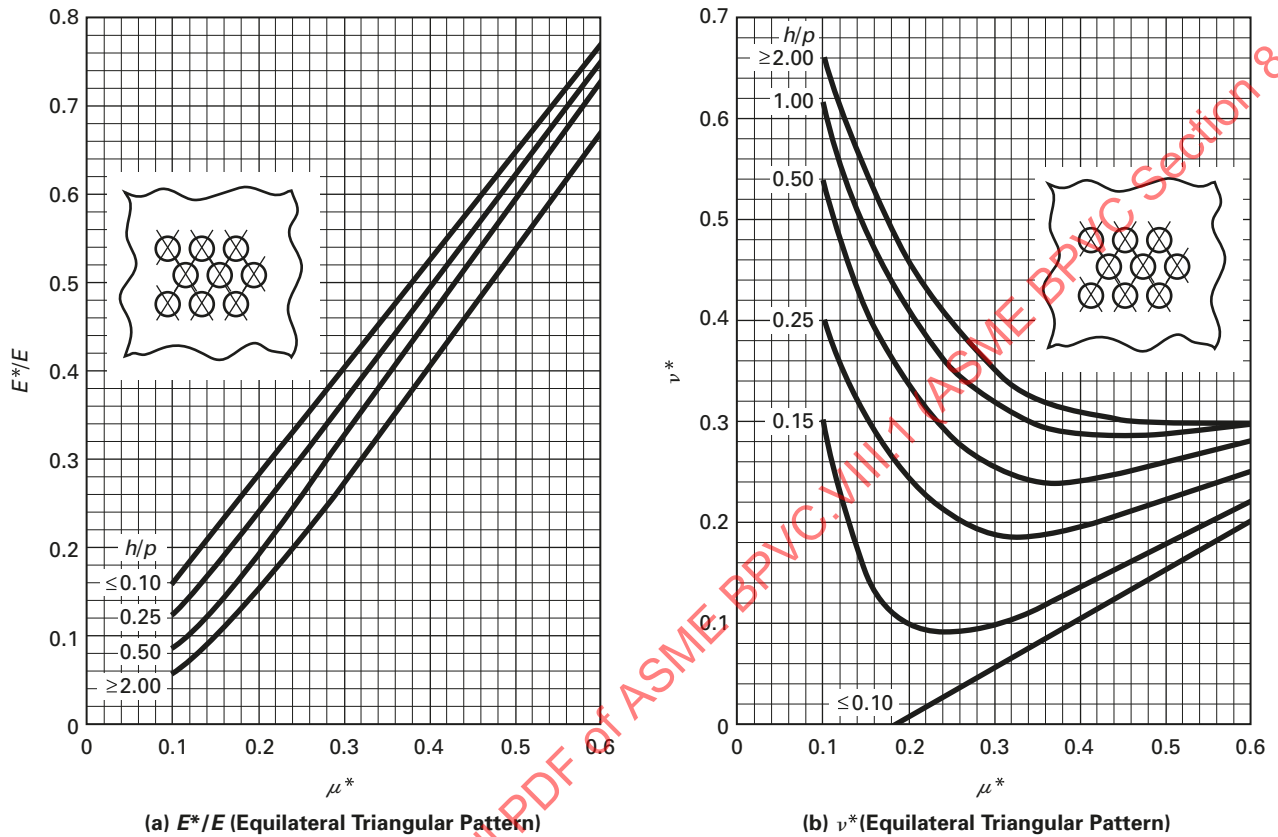 0.8
0.7
0.6
0.5
0.4
0.3
0.2
0.1
0
E*/E
h/p
≤0.10
0.25
0.50
≥2.00
0 0.1 0.2 0.3 0.4 0.5 0.6
μ*
(a) E*/E (Equilateral Triangular Pattern)
0.7
0.6
0.5
0.4
0.3
0.2
0.1
0
ν*
h/p
≥2.00
1.00
0.50
0.25
0.15
≤0.10
0 0.1 0.2 0.3 0.4 0.5 0.6
μ*
(b) ν*(Equilateral Triangular Pattern)
PDF of ASME BPVC.VIII.1 (ASME BPVC Section 8